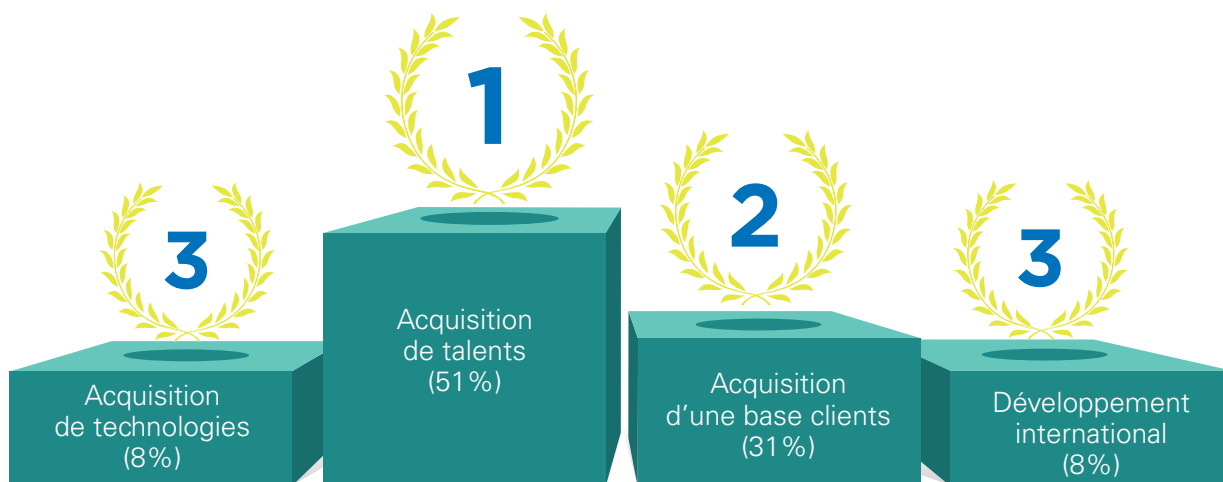 3
Acquisition
de technologies
(8%)
1
Acquisition
de talents
(51%)
2
Acquisition
d’une base clients
(31%)
3
Développement
international
(8%)